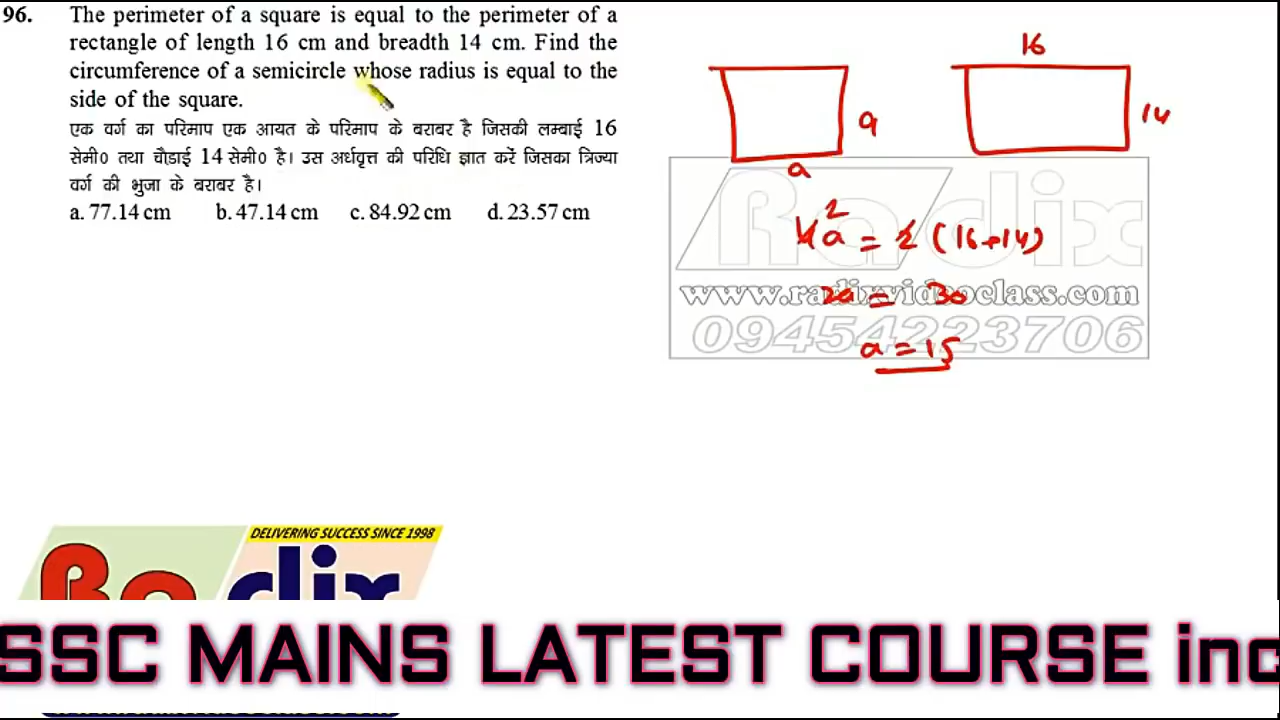 96. The perimeter of a square is equal to the perimeter of a
rectangle of length 16 cm and breadth 14 cm. Find the
circumference of a semicircle whose radius is equal to the
side of the square.
एक वर्ग का परिमाप एक आयत के परिमाप के बराबर है जिसकी लम्बाई 16
सेमी० तथा चौड़ाई 14 सेमी० है। उस अर्धवृत्त की परिधि ज्ञात करें जिसका त्रिज्या
वर्ग की भुजा के बराबर है।
a. 77.14 cm b. 47.14 cm c. 84.92 cm d. 23.57 cm
16
a
14
a
Radix
4a 2 = 2 (16+14)
www.radixvideoclass.com
2a = 30
09454223706
a = 15
DELIVERING SUCCESS SINCE 1998
Radix
SSC MAINS LATEST COURSE inc